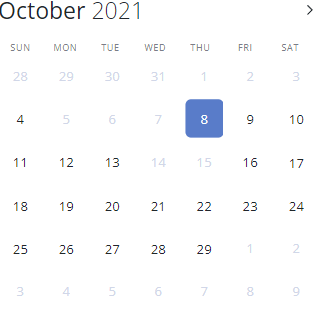 October 2021
SUN MON TUE WED THU FRI SAT
28 29 30 31 1 2 3
4 5 6 7 8 9 10
11 12 13 14 15 16 17
18 19 20 21 22 23 24
25 26 27 28 29 1 2
3 4 5 6 7 8 9